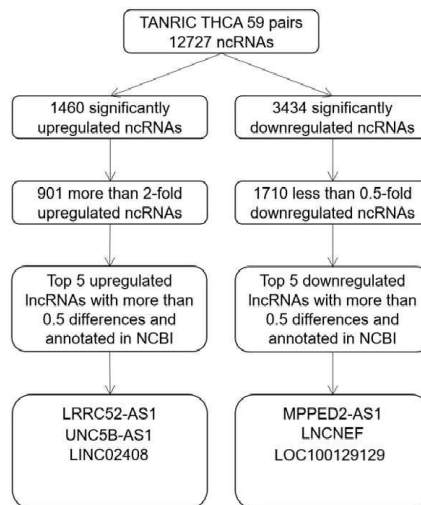 TANRIC THCA 59 pairs
12727 ncRNAs
1460 significantly
upregulated ncRNAs
3434 significantly
downregulated ncRNAs
901 more than 2-fold
upregulated ncRNAs
1710 less than 0.5-fold
downregulated ncRNAs
Top 5 upregulated
lncRNAs with more than
0.5 differences and
annotated in NCBI
Top 5 downregulated
lncRNAs with more than
0.5 differences and
annotated in NCBI
LRRC52-AS1
UNC5B-AS1
LINC02408
MPPED2-AS1
LNCNEF
LOC100129129